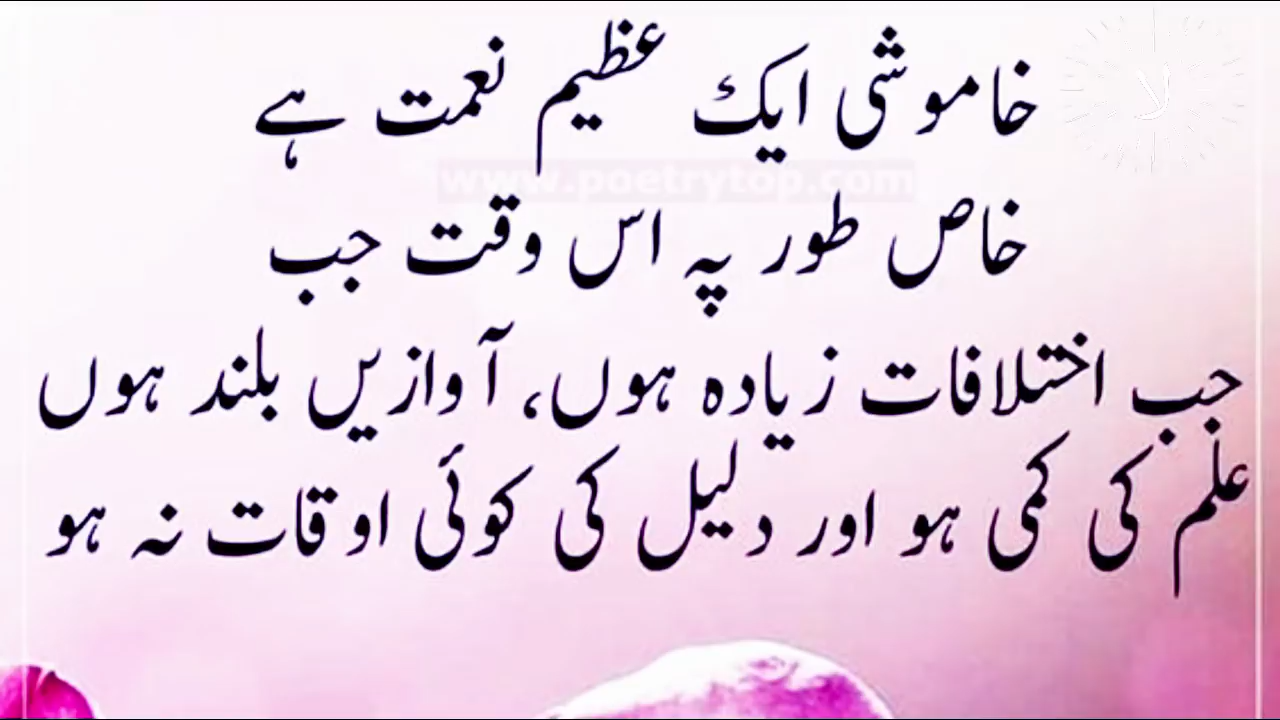 خاموشی ایک عظیم نعمت ہے
www.poetrytop.com
خاص طور پہ اس وقت جب
جب اختلافات زیادہ ہوں، آوازیں بلند ہوں
علم کی کمی ہو اور دلیل کی کوئی اوقات نہ ہو